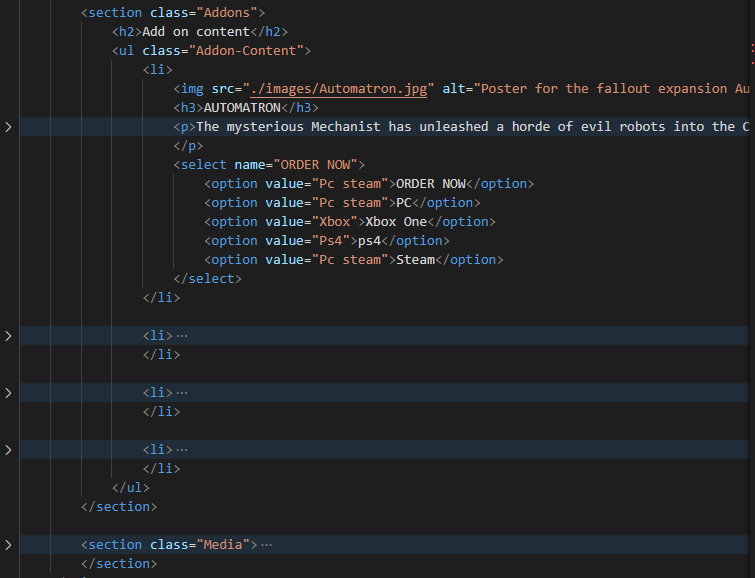 <section class="Addons">
<h2>Add on content</h2>
<ul class="Addon-Content">
<li>
<img src="./images/Automatron.jpg" alt="Poster for the fallout expansion Au
<h3>AUTOMATRON</h3>
<p>The mysterious Mechanist has unleashed a horde of evil robots into the C
</p>
<select name="ORDER NOW">
<option value="Pc steam">ORDER NOW</option>
<option value="Pc steam">PC</option>
<option value="Xbox">Xbox One</option>
<option value="Ps4">ps4</option>
<option value="Pc steam">Steam</option>
</select>
</li>
<li>⋯
</li>
<li>⋯
</li>
<li>⋯
</li>
</ul>
</section>
<section class="Media">⋯
</section>